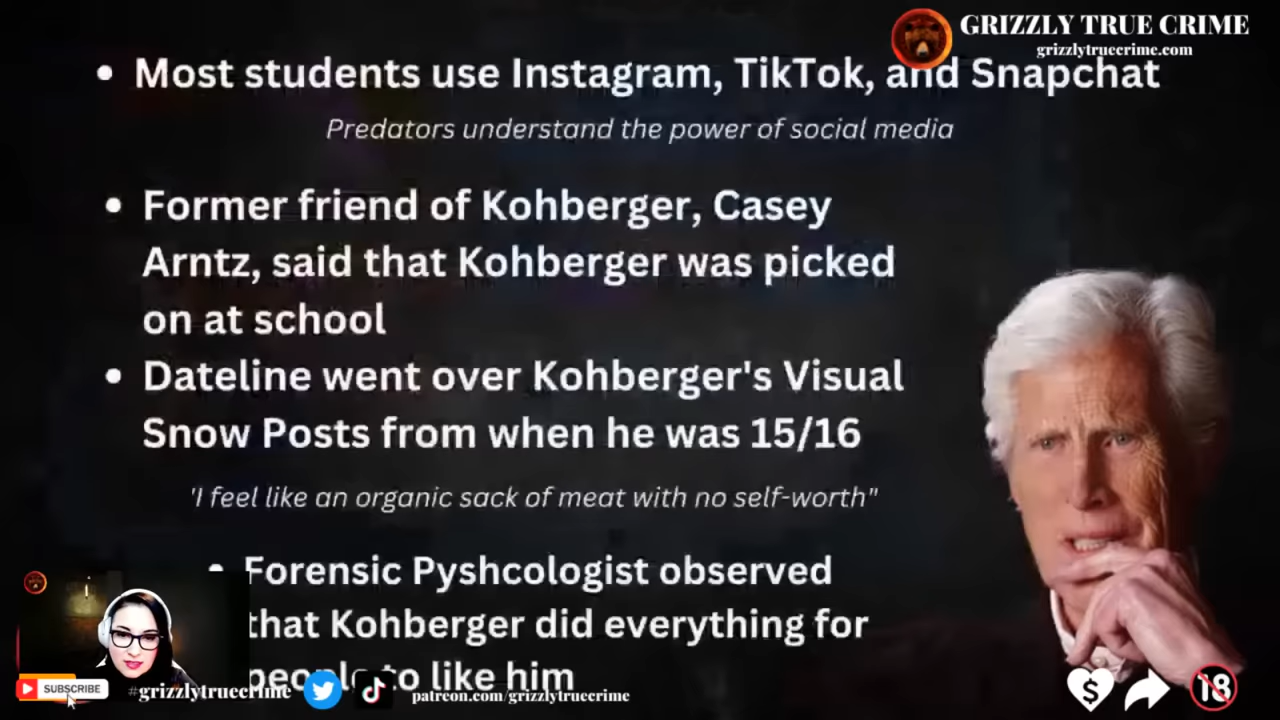 GRIZZLY TRUE CRIME
grizzlytruecrime.com
• Most students use Instagram, TikTok, and Snapchat
Predators understand the power of social media
• Former friend of Kohberger, Casey
Arntz, said that Kohberger was picked
on at school
• Dateline went over Kohberger's Visual
Snow Posts from when he was 15/16
'I feel like an organic sack of meat with no self-worth"
• Forensic Pyshcologist observed
that Kohberger did everything for
people to like him
SUBSCRIBE
#grizzlytruecrime
patreon.com/grizzlytruecrime
18